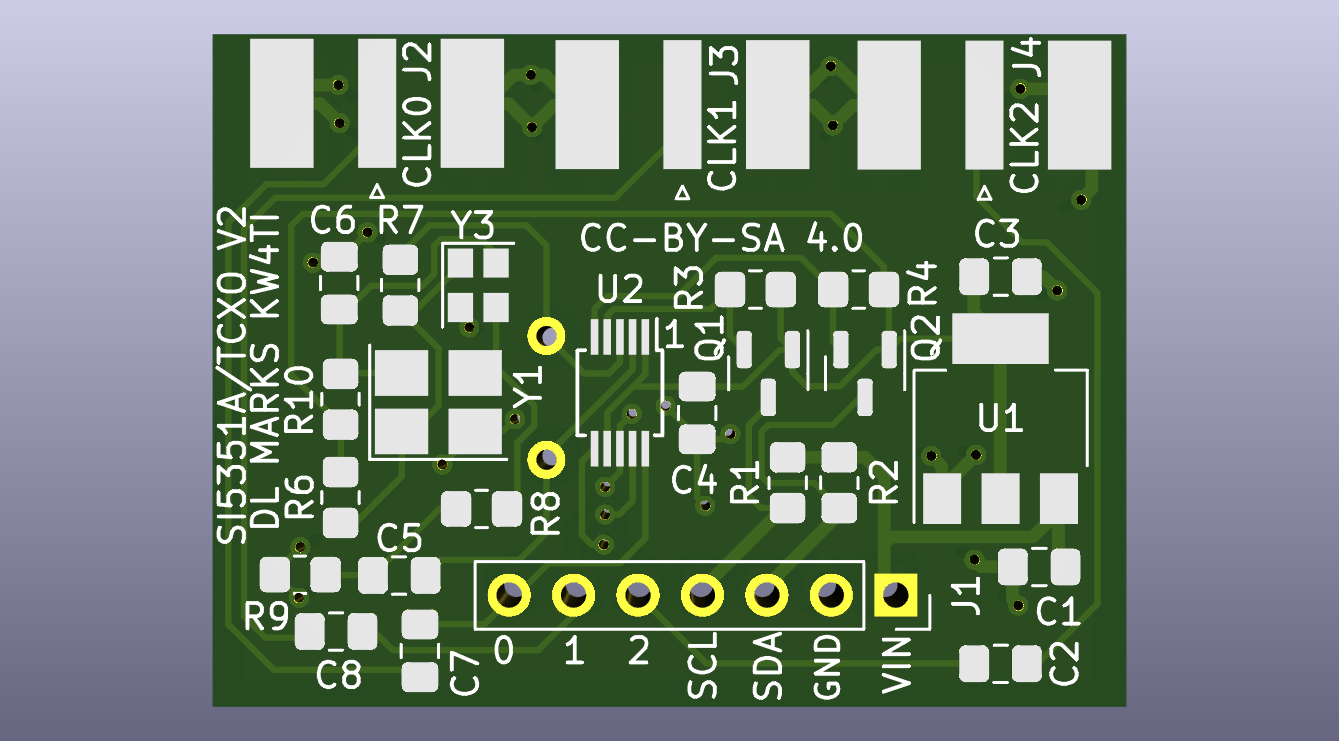 CLK0 J2
CLK1 J3
CLK2 J4
SI5351A/TCXO V2
DL MARKS KW4TI
C6
R7
Y3
CC-BY-SA 4.0
C3
U2
R3
R4
1
Q1
Q2
Y1
R10
U1
C4
R1
R2
R6
R8
C5
J1
R9
C1
C8
C7
0
1
2
SCL
SDA
GND
VIN
C2